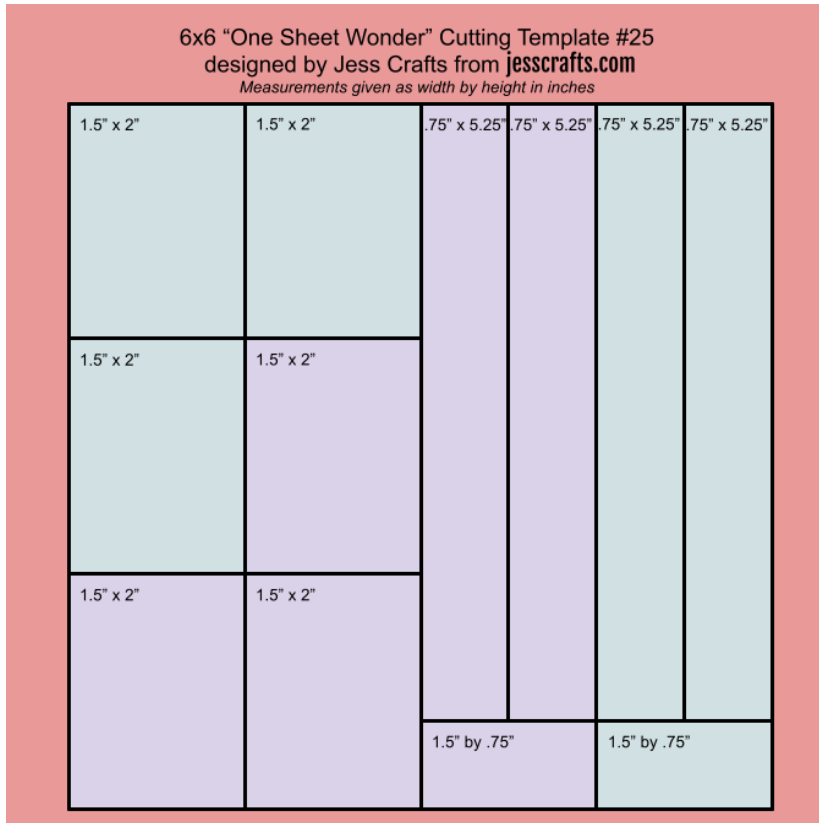 6x6 “One Sheet Wonder” Cutting Template #25
designed by Jess Crafts from jesscrafts.com
Measurements given as width by height in inches
1.5” x 2”
1.5” x 2”
.75” x 5.25”
.75” x 5.25”
.75” x 5.25”
.75” x 5.25”
1.5” x 2”
1.5” x 2”
1.5” x 2”
1.5” x 2”
1.5” by .75”
1.5” by .75”